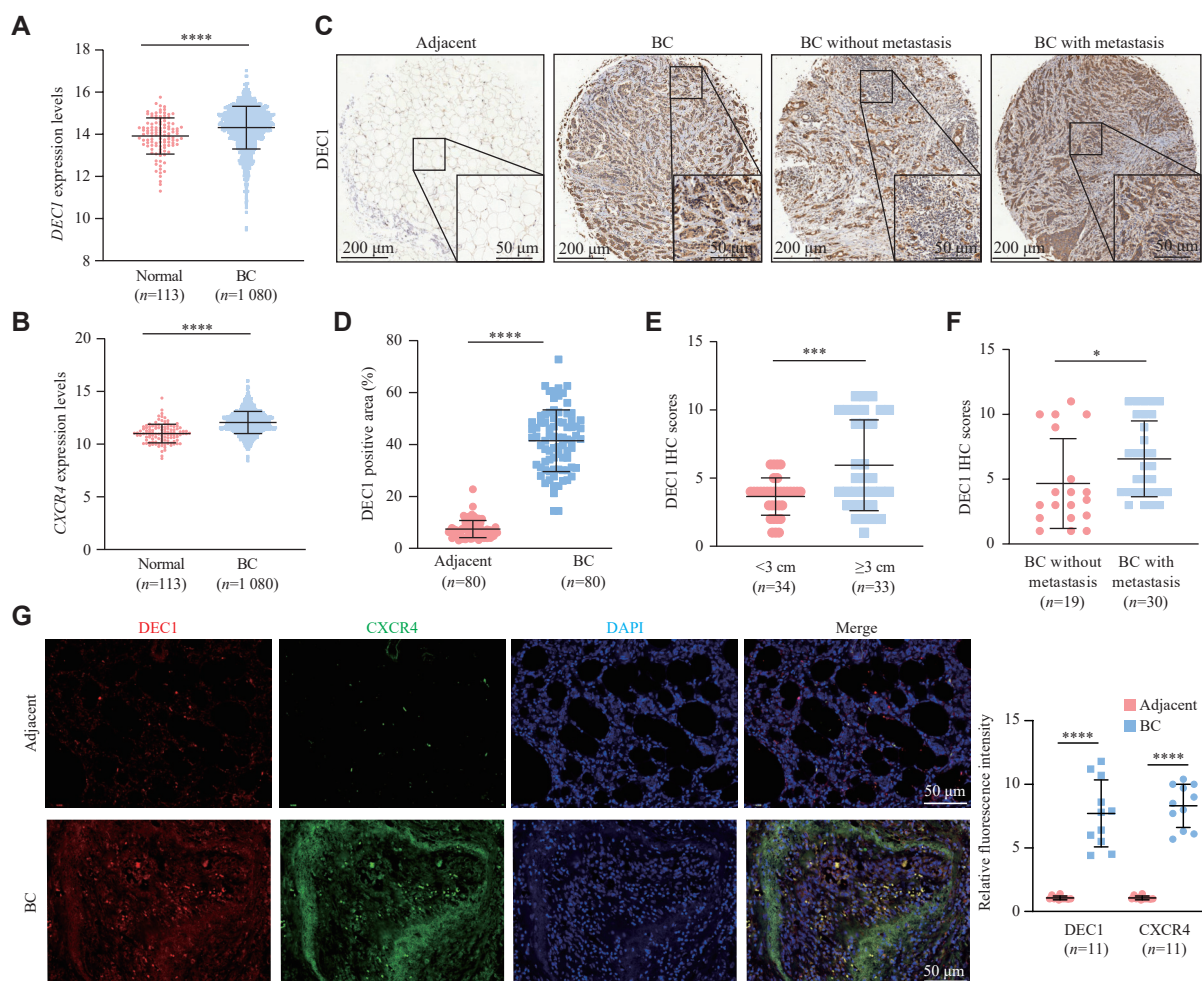 A
****
DEC1 expression levels
18
16
14
12
10
8
Normal
(n=113)
BC
(n=1 080)
B
****
CXCR4 expression levels
20
15
10
5
0
Normal
(n=113)
BC
(n=1 080)
C
Adjacent
BC
BC without metastasis
BC with metastasis
DEC1
200 μm
50 μm
200 μm
50 μm
200 μm
50 μm
200 μm
50 μm
D
****
DEC1 positive area (%)
80
60
40
20
0
Adjacent
(n=80)
BC
(n=80)
E
***
DEC1 IHC scores
15
10
5
0
<3 cm
(n=34)
≥3 cm
(n=33)
F
*
DEC1 IHC scores
15
10
5
0
BC without
metastasis
(n=19)
BC with
metastasis
(n=30)
G
DEC1
CXCR4
DAPI
Merge
Adjacent
50 μm
BC
50 μm
Adjacent
BC
Relative fluorescence intensity
15
10
5
0
****
****
DEC1
(n=11)
CXCR4
(n=11)